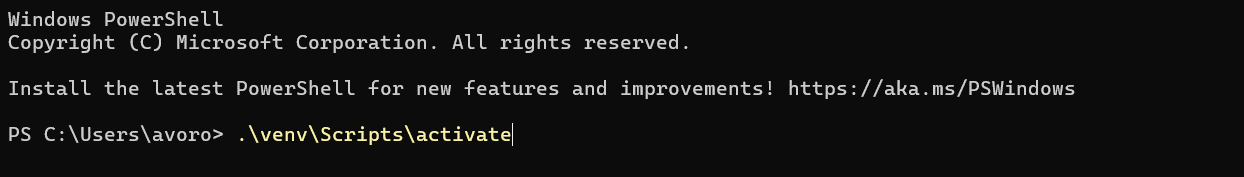 Windows PowerShell
Copyright (C) Microsoft Corporation. All rights reserved.
Install the latest PowerShell for new features and improvements! https://aka.ms/PSWindows
PS C:\Users\avoro> .\venv\Scripts\activate